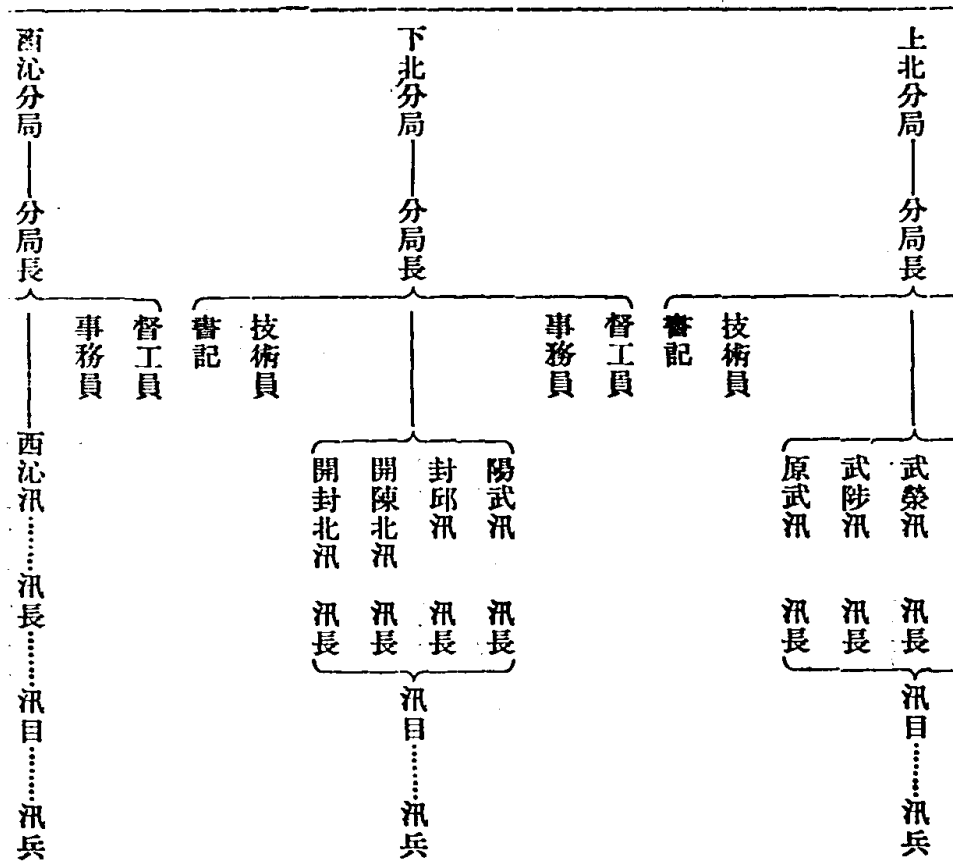 上北分局——分局長
技術員
書記
武滎汛 汛長
武陟汛 汛長
原武汛 汛長
汛目………汛兵
下北分局——分局長
督工員
事務員
技術員
書記
陽武汛 汛長
封邱汛 汛長
開陳北汛 汛長
開封北汛 汛長
汛目………汛兵
西沁分局——分局長
督工員
事務員
西沁汛………汛長………汛目………汛兵